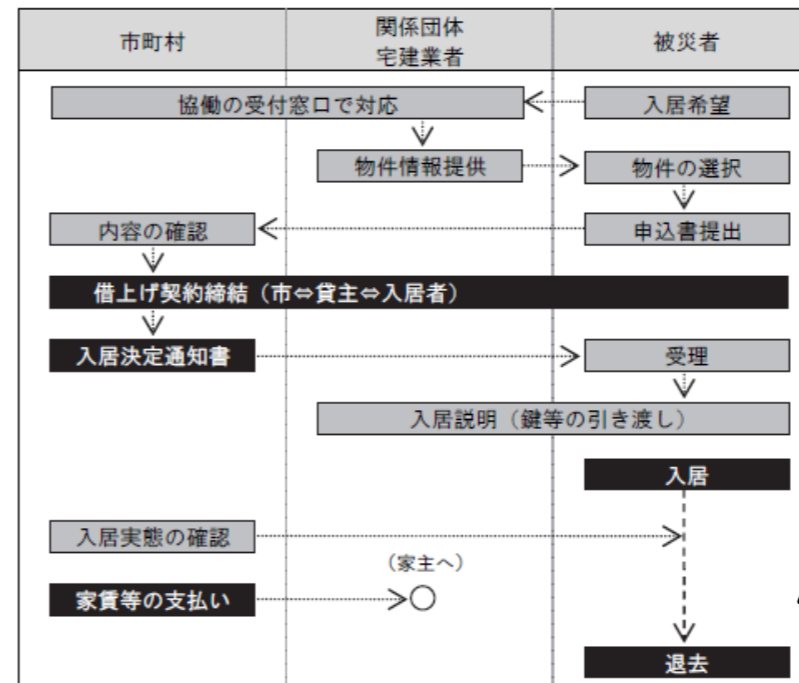 市町村
関係団体
宅建業者
被災者
協働の受付窓口で対応
入居希望
物件情報提供
物件の選択
内容の確認
申込書提出
借上げ契約締結（市⇔貸主⇔入居者）
入居決定通知書
受理
入居説明（鍵等の引き渡し）
入居
入居実態の確認
（家主へ）
家賃等の支払い
退去